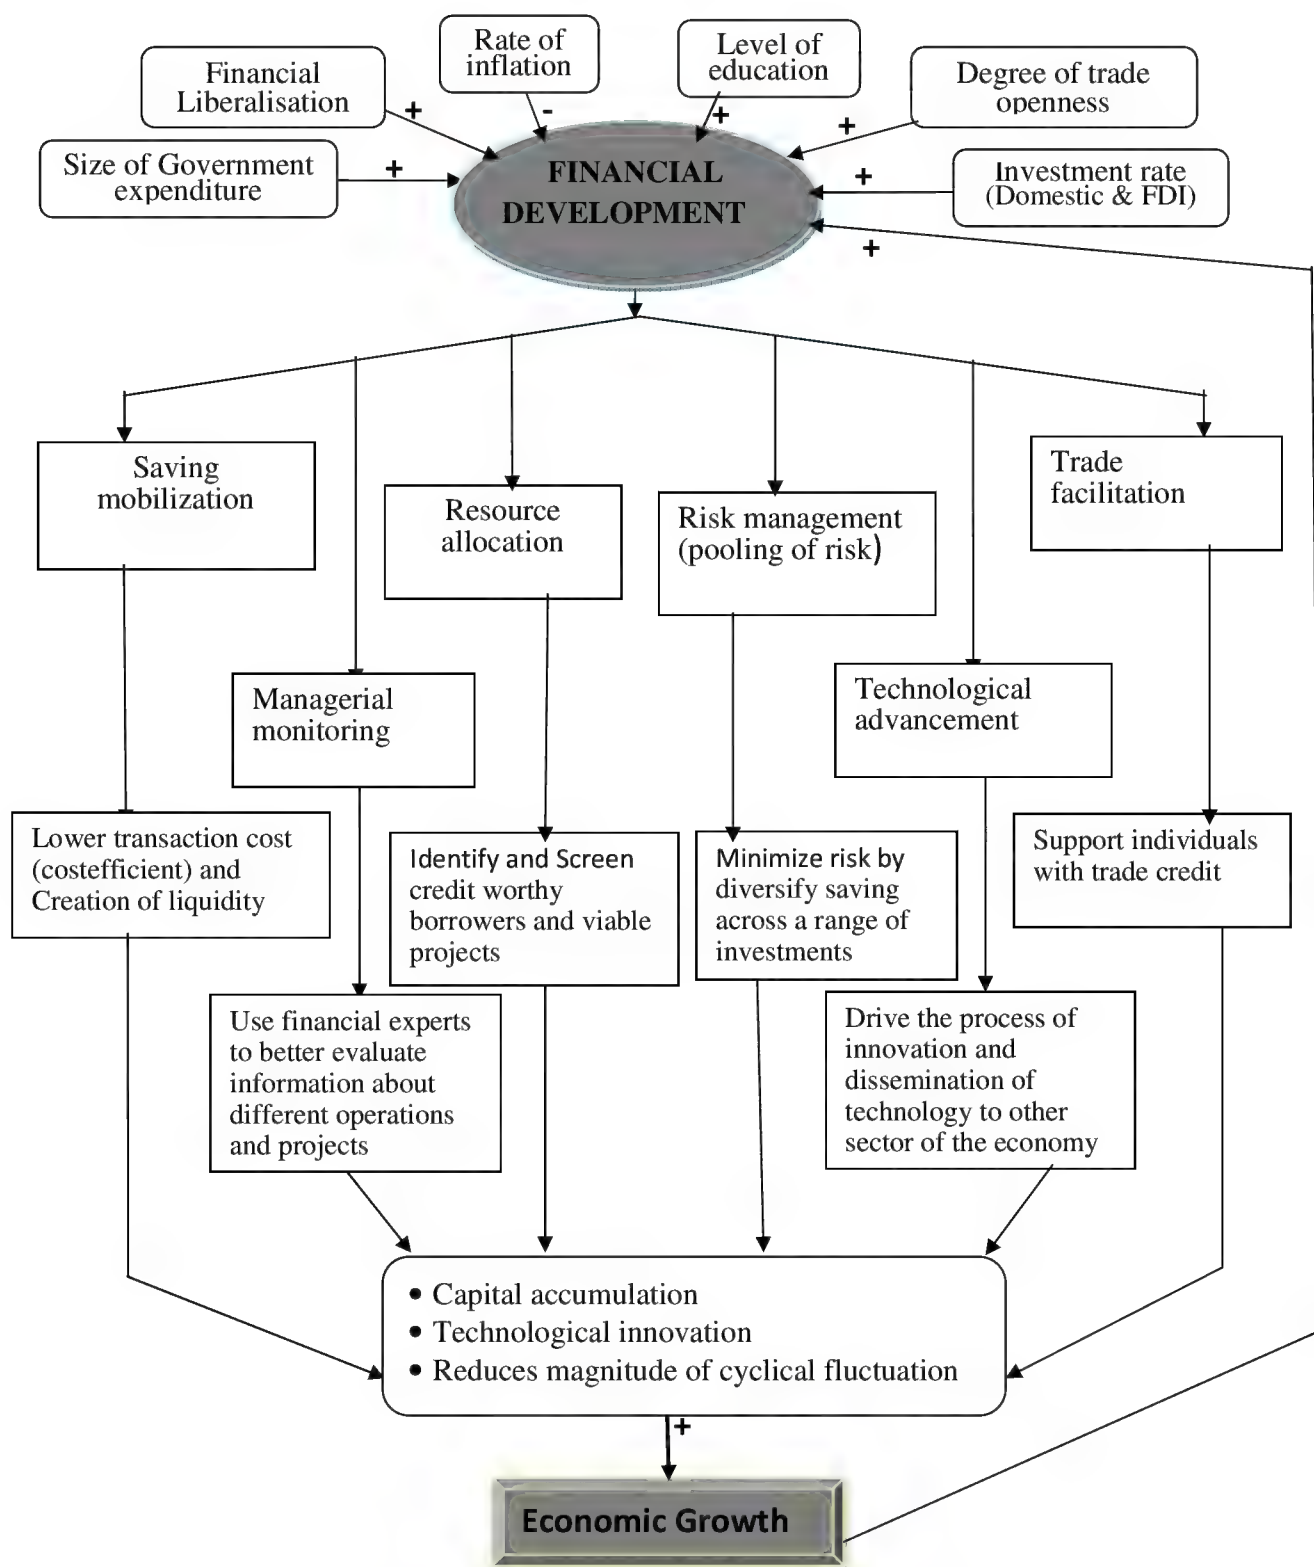 Rate of
inflation
Level of
education
Financial
Liberalisation
Degree of trade
openness
+
-
+
+
Size of Government
expenditure
+
FINANCIAL
DEVELOPMENT
+
Investment rate
(Domestic & FDI)
+
Saving
mobilization
Resource
allocation
Risk management
(pooling of risk)
Trade
facilitation
Managerial
monitoring
Technological
advancement
Lower transaction cost
(costefficient) and
Creation of liquidity
Identify and Screen
credit worthy
borrowers and viable
projects
Minimize risk by
diversify saving
across a range of
investments
Support individuals
with trade credit
Use financial experts
to better evaluate
information about
different operations
and projects
Drive the process of
innovation and
dissemination of
technology to other
sector of the economy
• Capital accumulation
• Technological innovation
• Reduces magnitude of cyclical fluctuation
+
Economic Growth